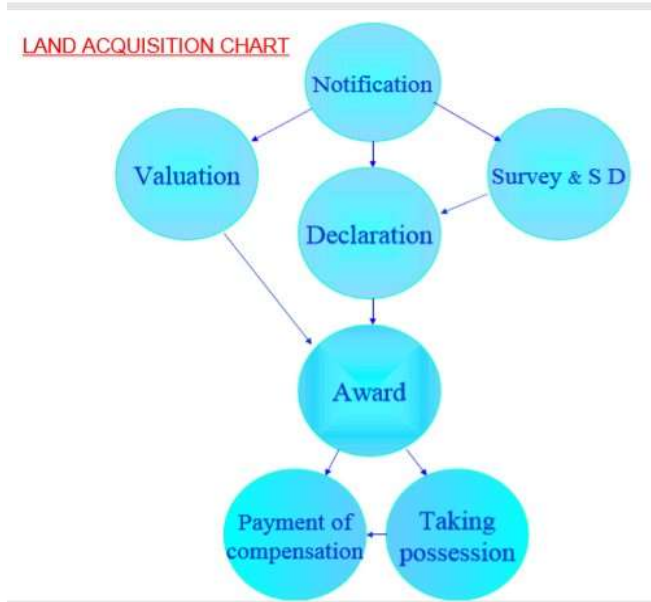 LAND ACQUISITION CHART
Notification
Valuation
Survey & S D
Declaration
Award
Payment of
compensation
Taking
possession